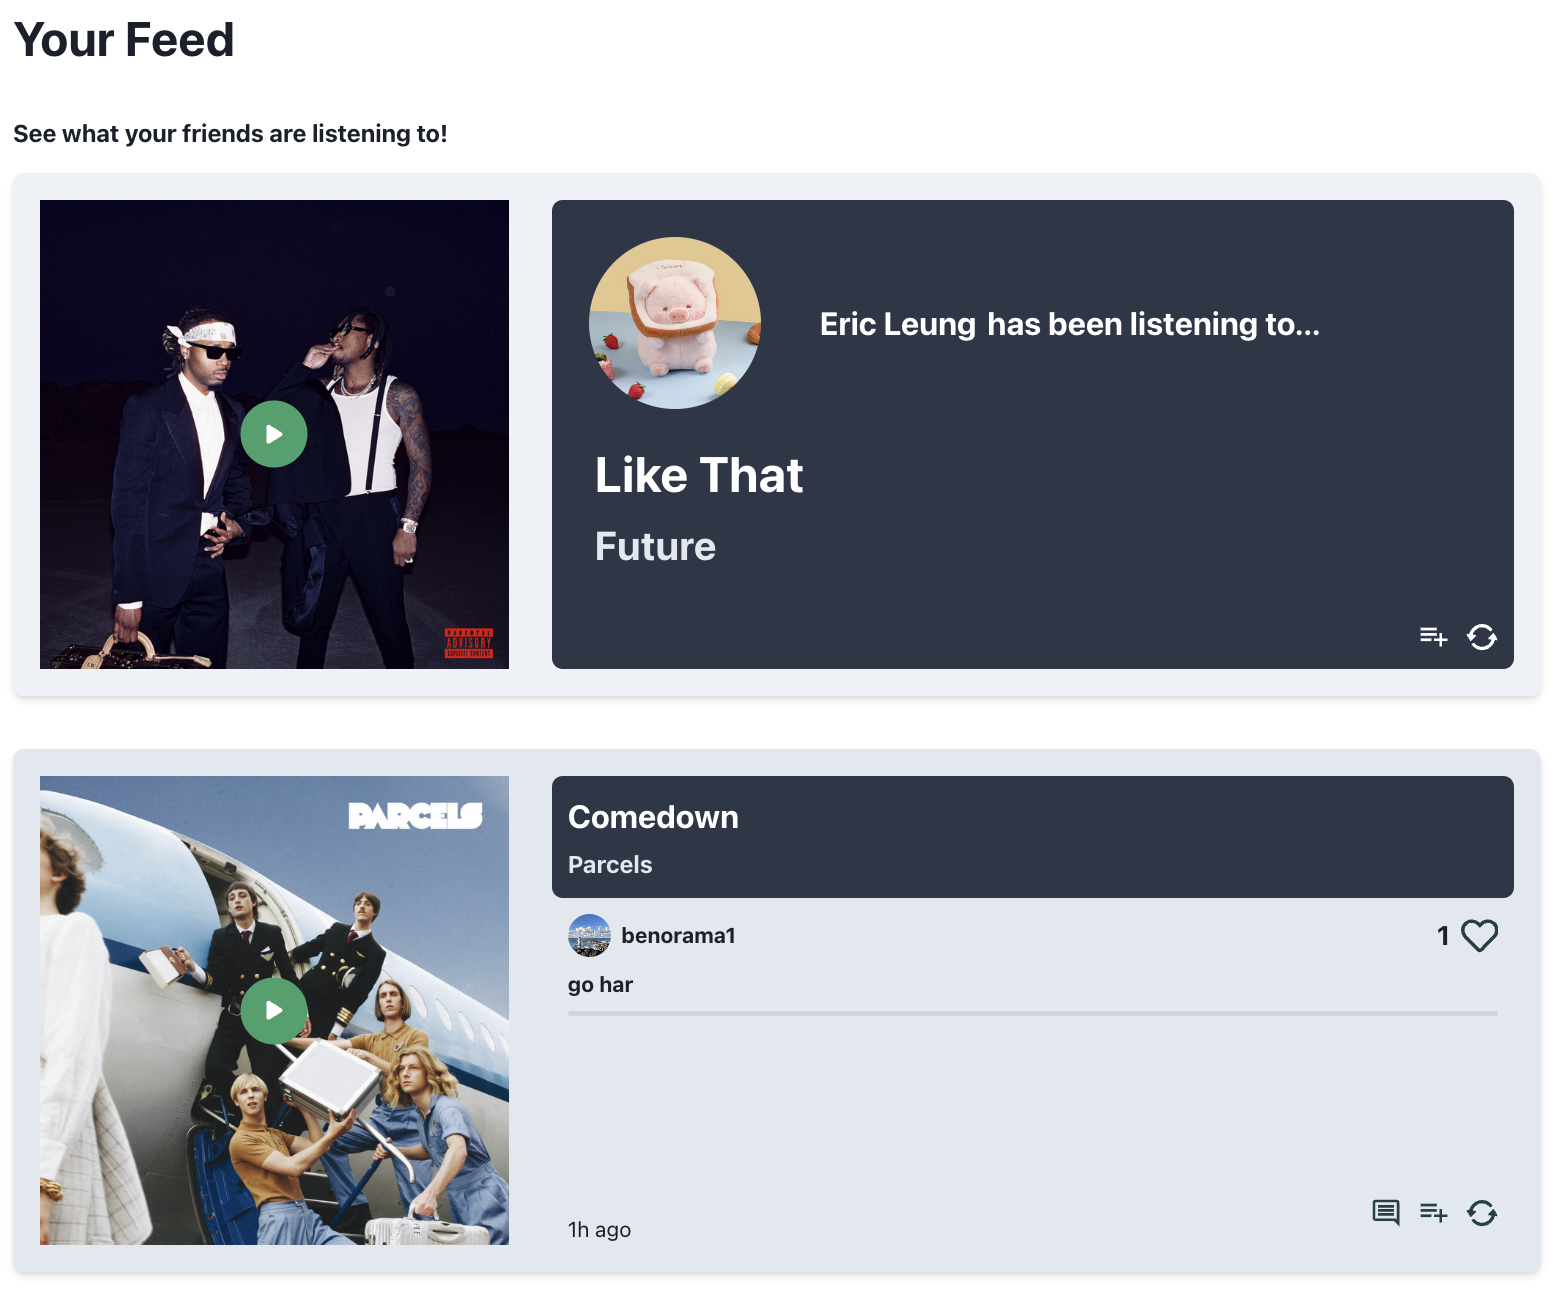 Your Feed
See what your friends are listening to!
PARENTAL
ADVISORY
EXPLICIT CONTENT
Eric Leung has been listening to...
Like That
Future
PARCELS
Comedown
Parcels
benorama1
1
go har
1h ago